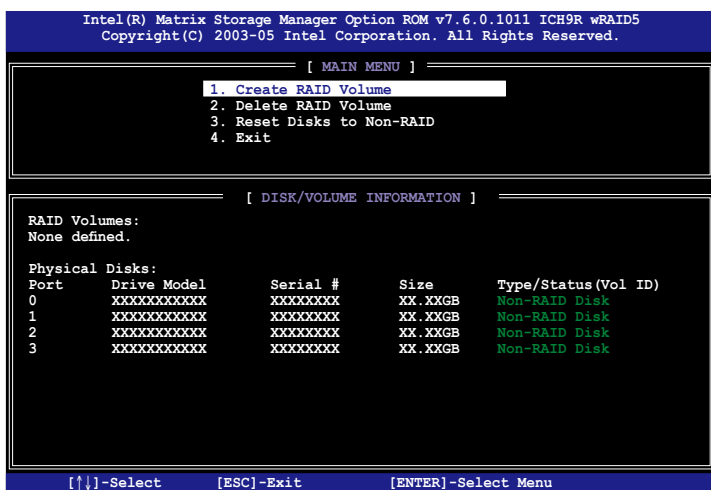 Intel(R) Matrix Storage Manager Option ROM v7.6.0.1011 ICH9R wRAID5
Copyright(C) 2003-05 Intel Corporation. All Rights Reserved.
[ MAIN MENU ]
1. Create RAID Volume
2. Delete RAID Volume
3. Reset Disks to Non-RAID
4. Exit
[ DISK/VOLUME INFORMATION ]
RAID Volumes:
None defined.
Physical Disks:
Port Drive Model Serial # Size Type/Status(Vol ID)
0 XXXXXXXXXXX XXXXXXXX XX.XXGB Non-RAID Disk
1 XXXXXXXXXXX XXXXXXXX XX.XXGB Non-RAID Disk
2 XXXXXXXXXXX XXXXXXXX XX.XXGB Non-RAID Disk
3 XXXXXXXXXXX XXXXXXXX XX.XXGB Non-RAID Disk
[↑↓]-Select [ESC]-Exit [ENTER]-Select Menu